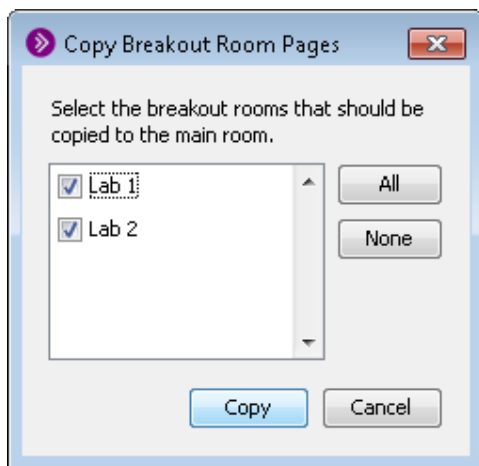 Copy Breakout Room Pages
Select the breakout rooms that should be
copied to the main room.
Lab 1
All
Lab 2
None
Copy
Cancel